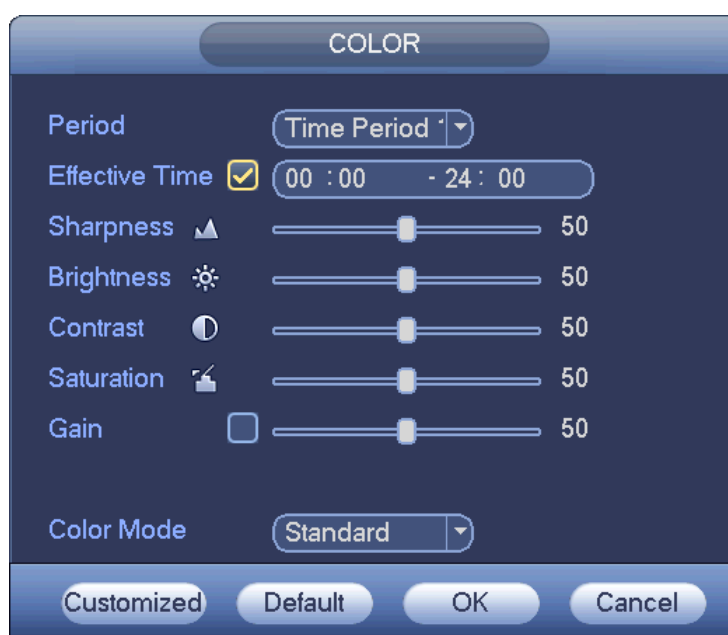 COLOR
Period Time Period
Effective Time 00 : 00 - 24 : 00
Sharpness 50
Brightness 50
Contrast 50
Saturation 50
Gain 50
Color Mode Standard
Customized Default OK Cancel